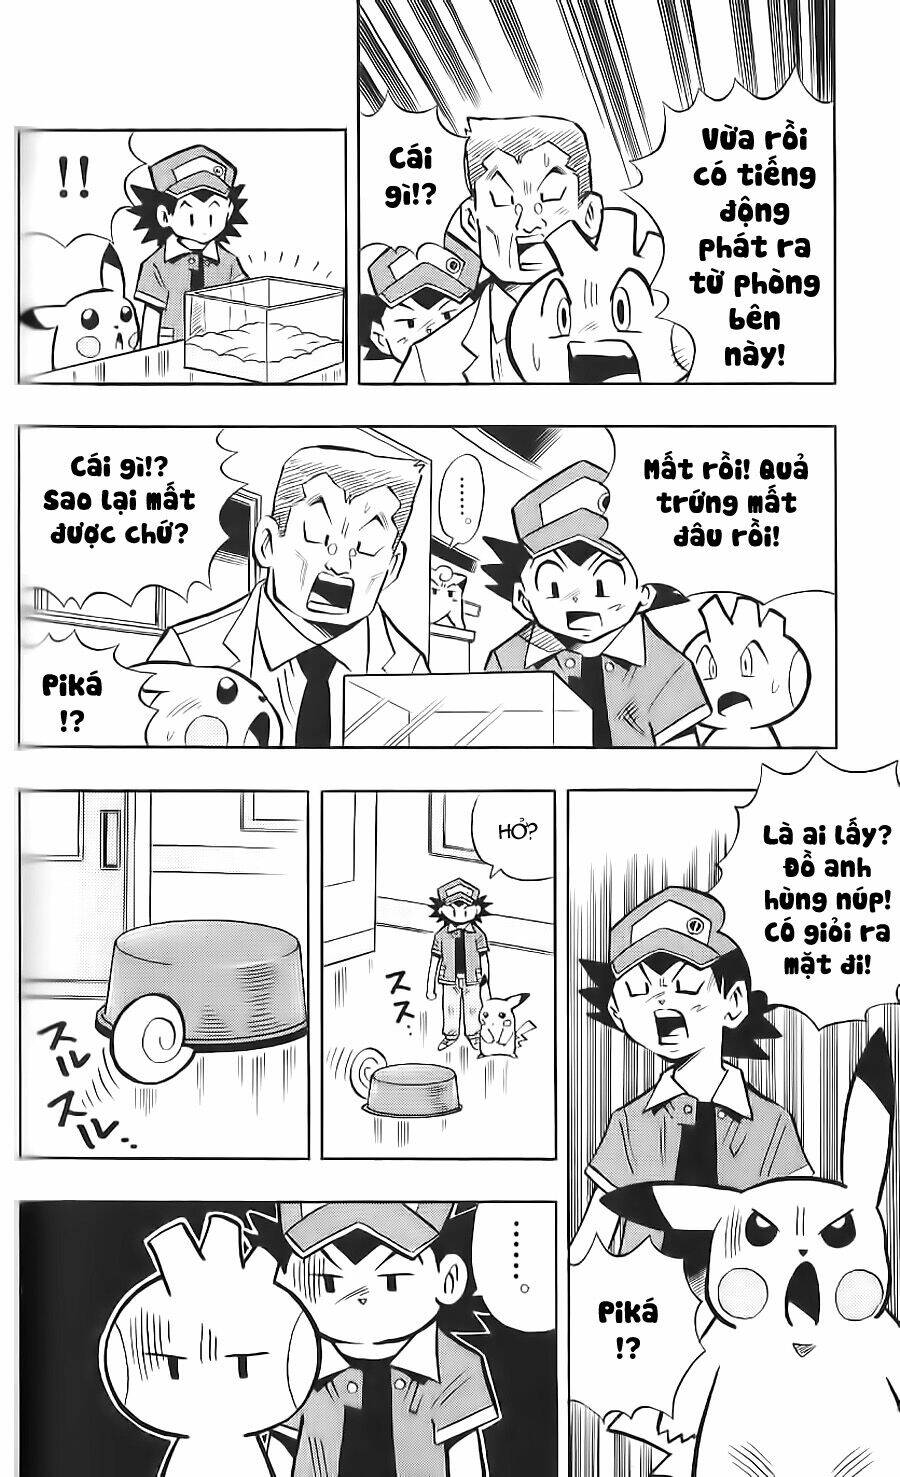 Vừa rồi
có tiếng
động
phát ra
từ phòng
bên
này!
Cái
gì!?
!!
Mất rồi! Quả
trứng mất
đâu rồi!
......
Cái gì!?
Sao lại mất
được chứ?
Piká
!?
Là ai lấy?
Đồ anh
hùng núp!
Có giỏi ra
mặt đi!
Piká
!?
HỞ?
スス..
スル
スル..
......